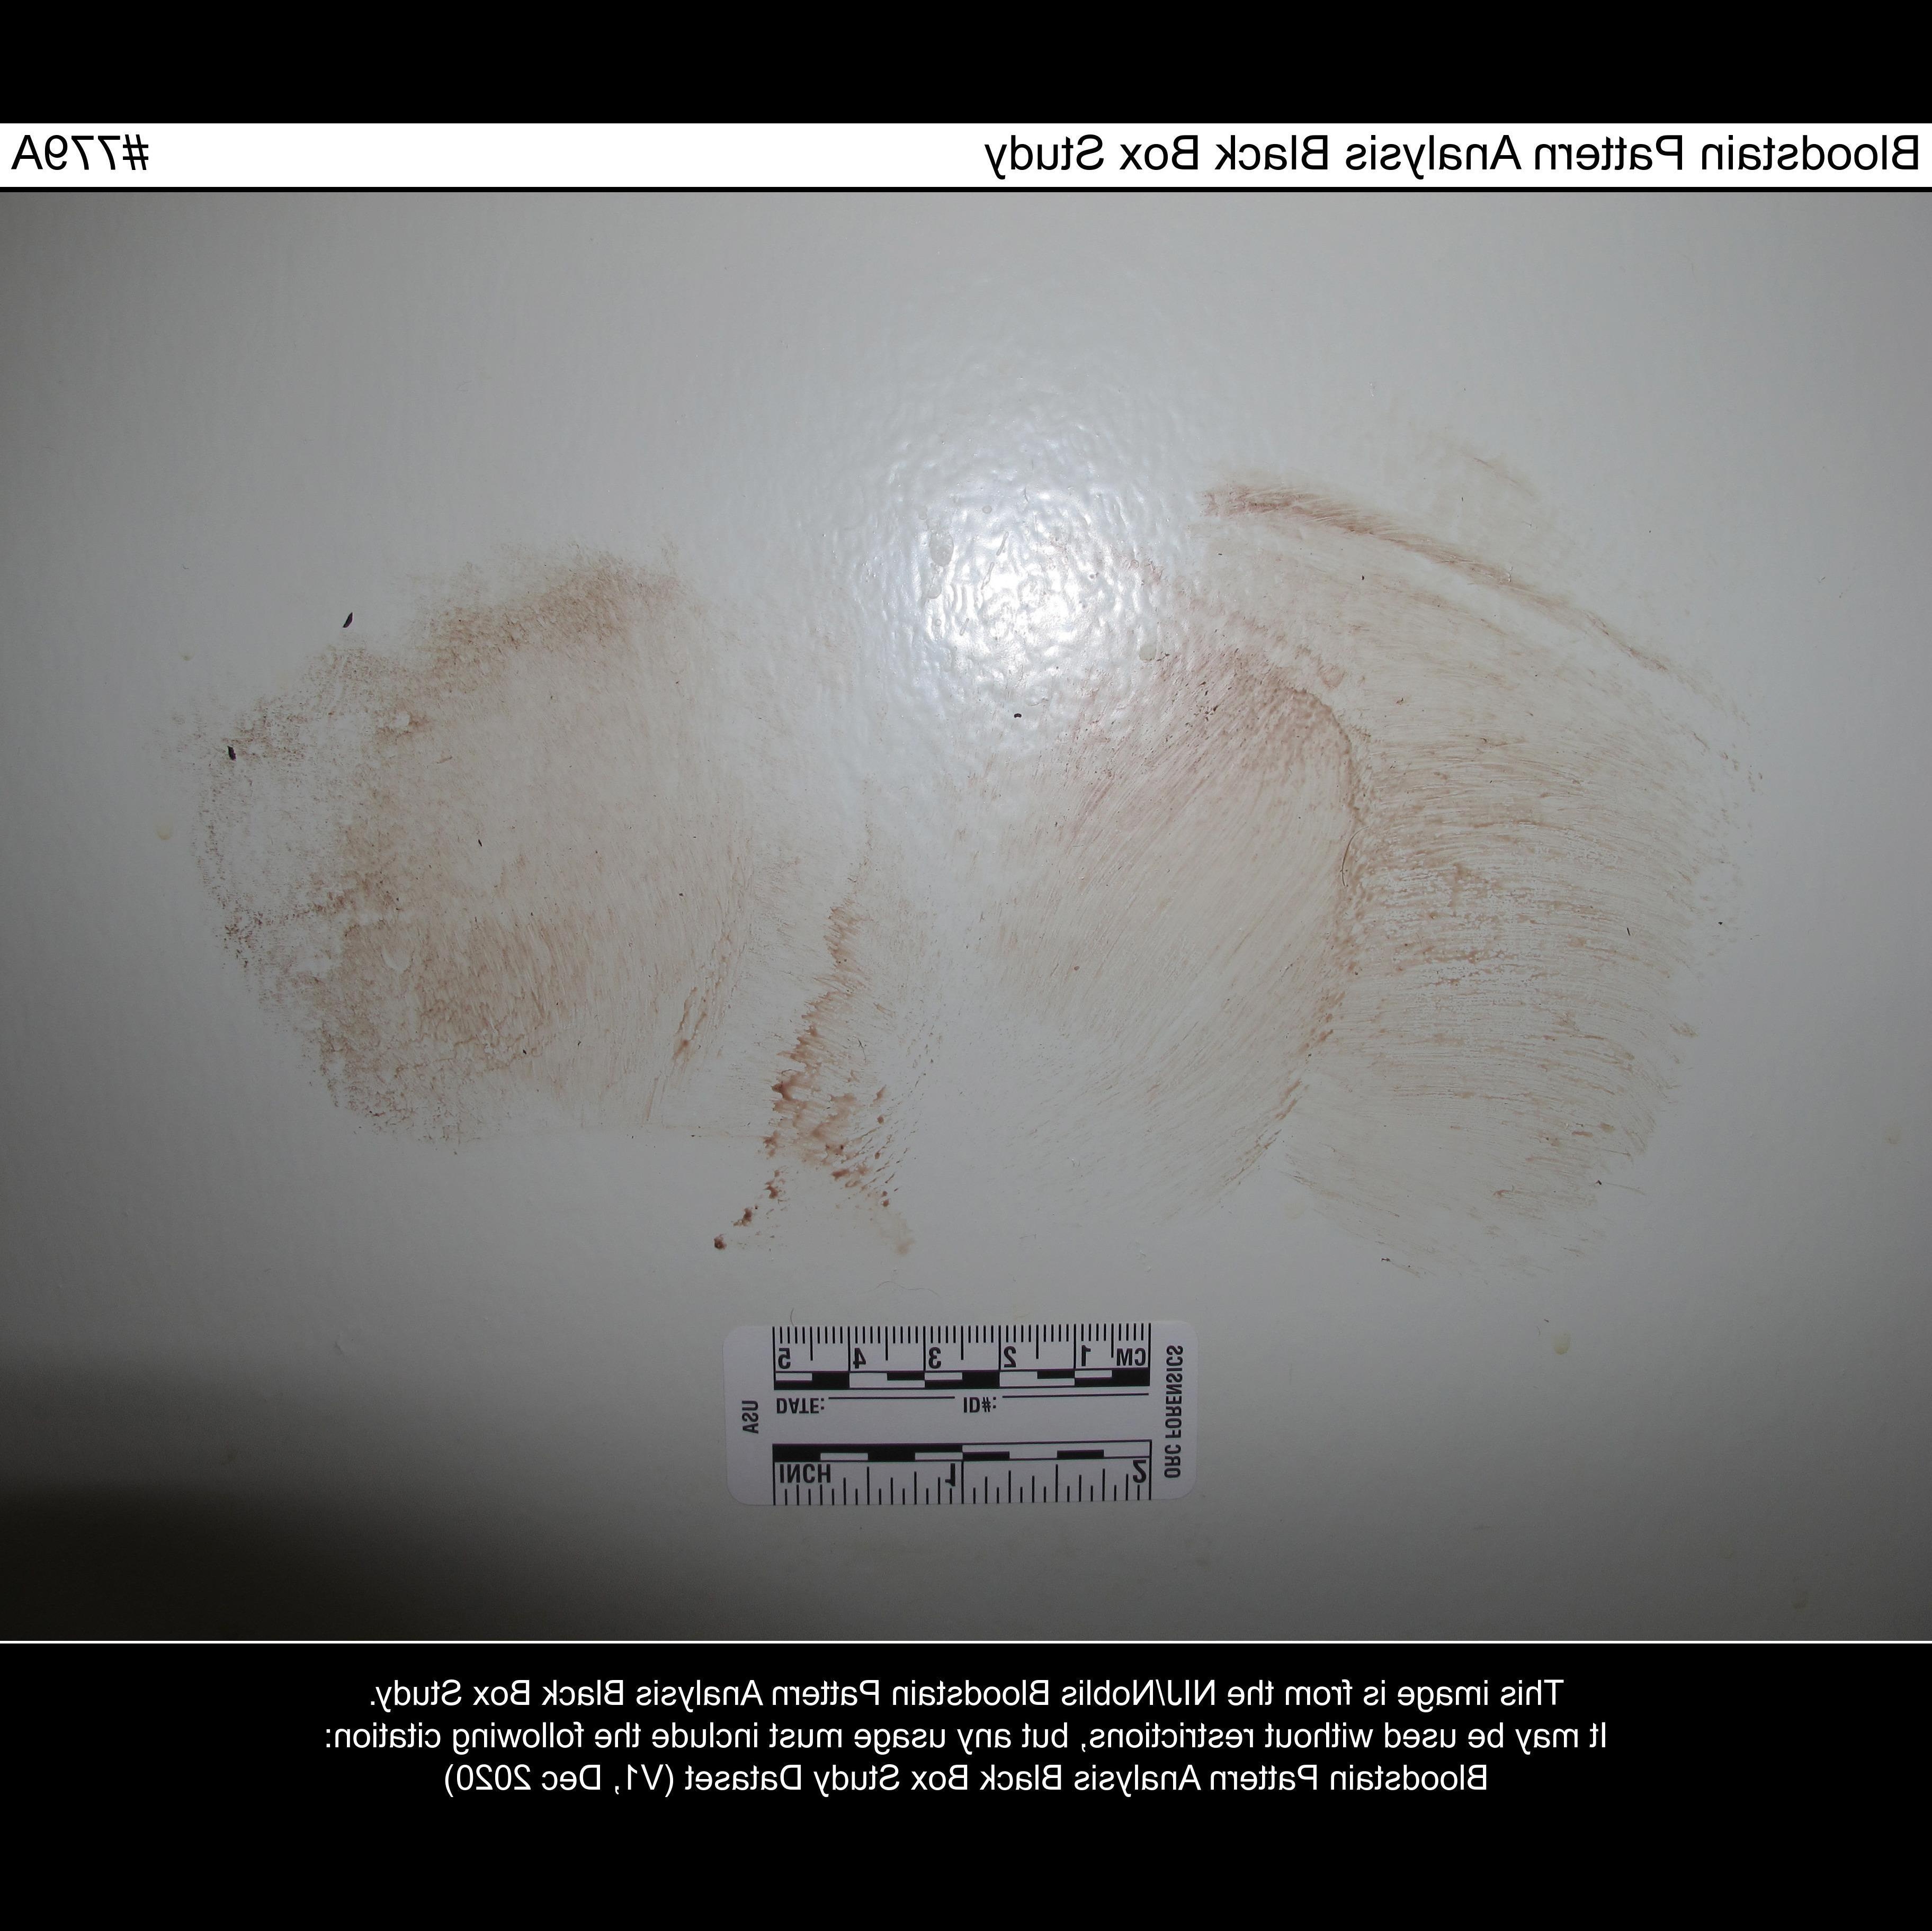 Bloodstain Pattern Analysis Black Box Study
#779A
CM 1 2 3 4 5
ID#: DATE:
ORC FORENSICS
USA
INCH 1 2
This image is from the NIJ/Noblis Bloodstain Pattern Analysis Black Box Study.
It may be used without restrictions, but any usage must include the following citation:
Bloodstain Pattern Analysis Black Box Study Dataset (V1, Dec 2020)